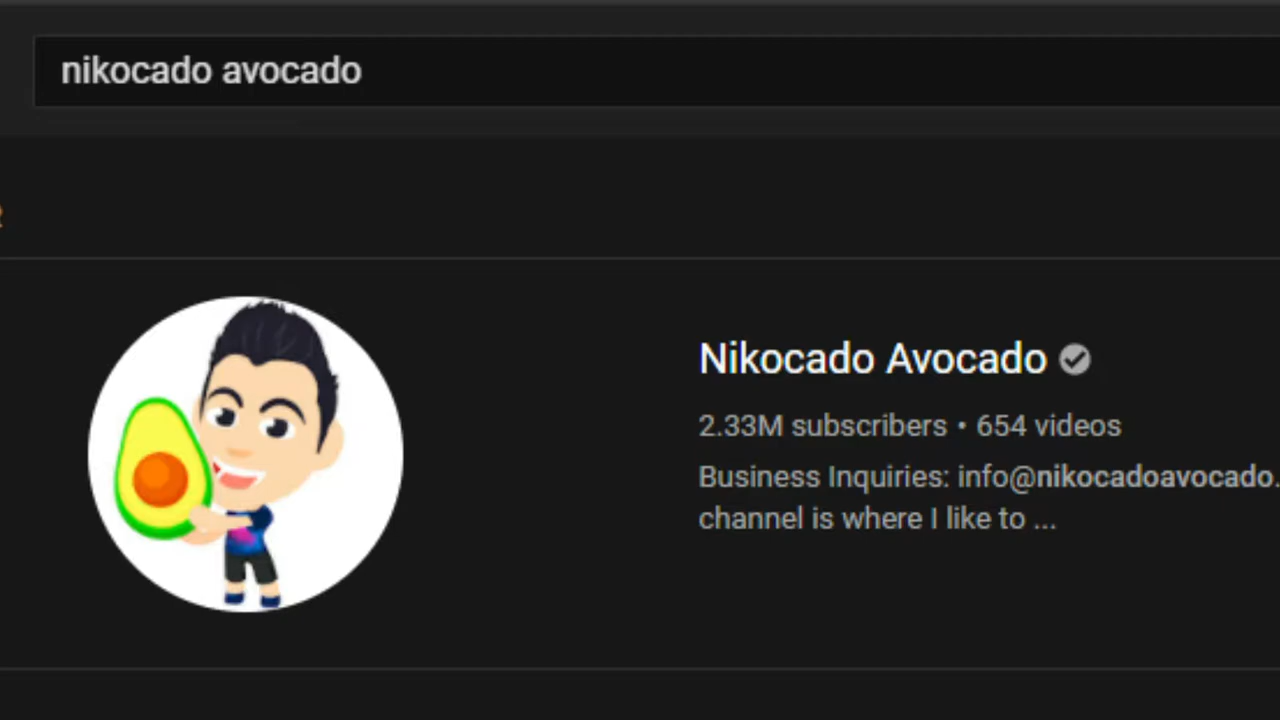 nikocado avocado
Nikocado Avocado
2.33M subscribers • 654 videos
Business Inquiries: info@nikocadoavocado.
channel is where I like to ...